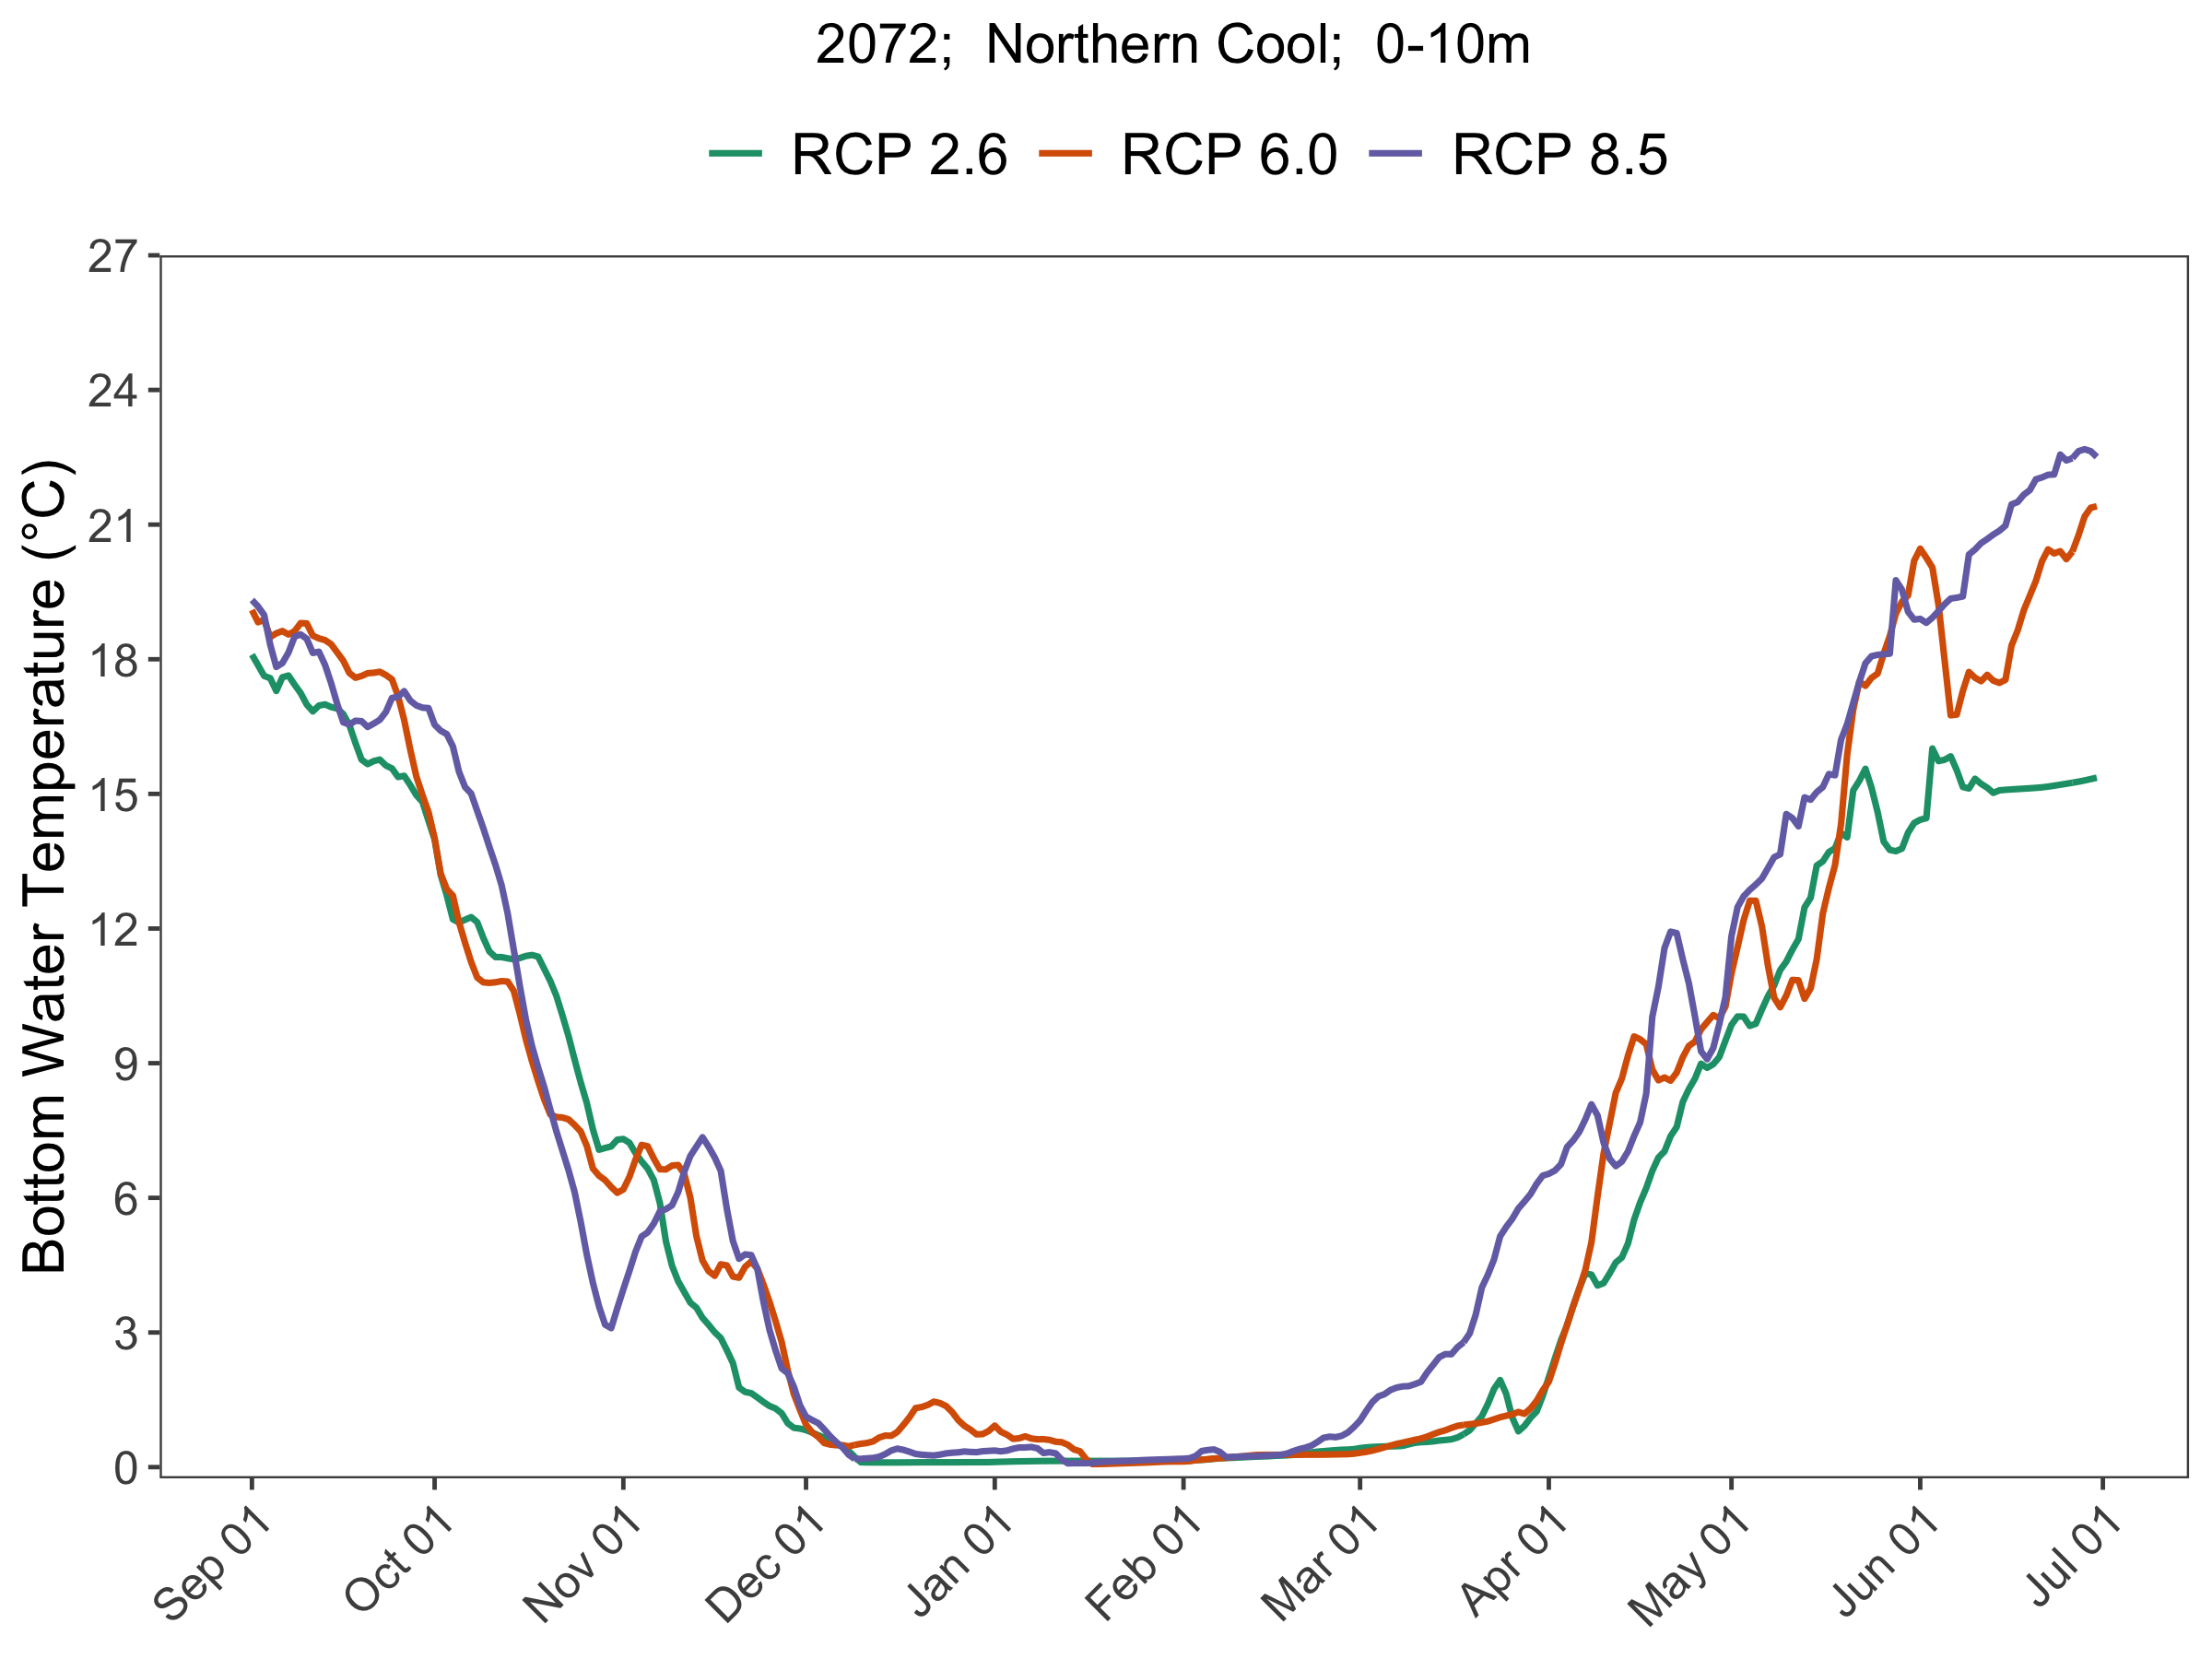 2072;  Northern Cool;  0-10m
RCP 2.6 RCP 6.0 RCP 8.5
Bottom Water Temperature (°C)
27
24
21
18
15
12
9
6
3
0
Sep 01 Oct 01 Nov 01 Dec 01 Jan 01 Feb 01 Mar 01 Apr 01 May 01 Jun 01 Jul 01